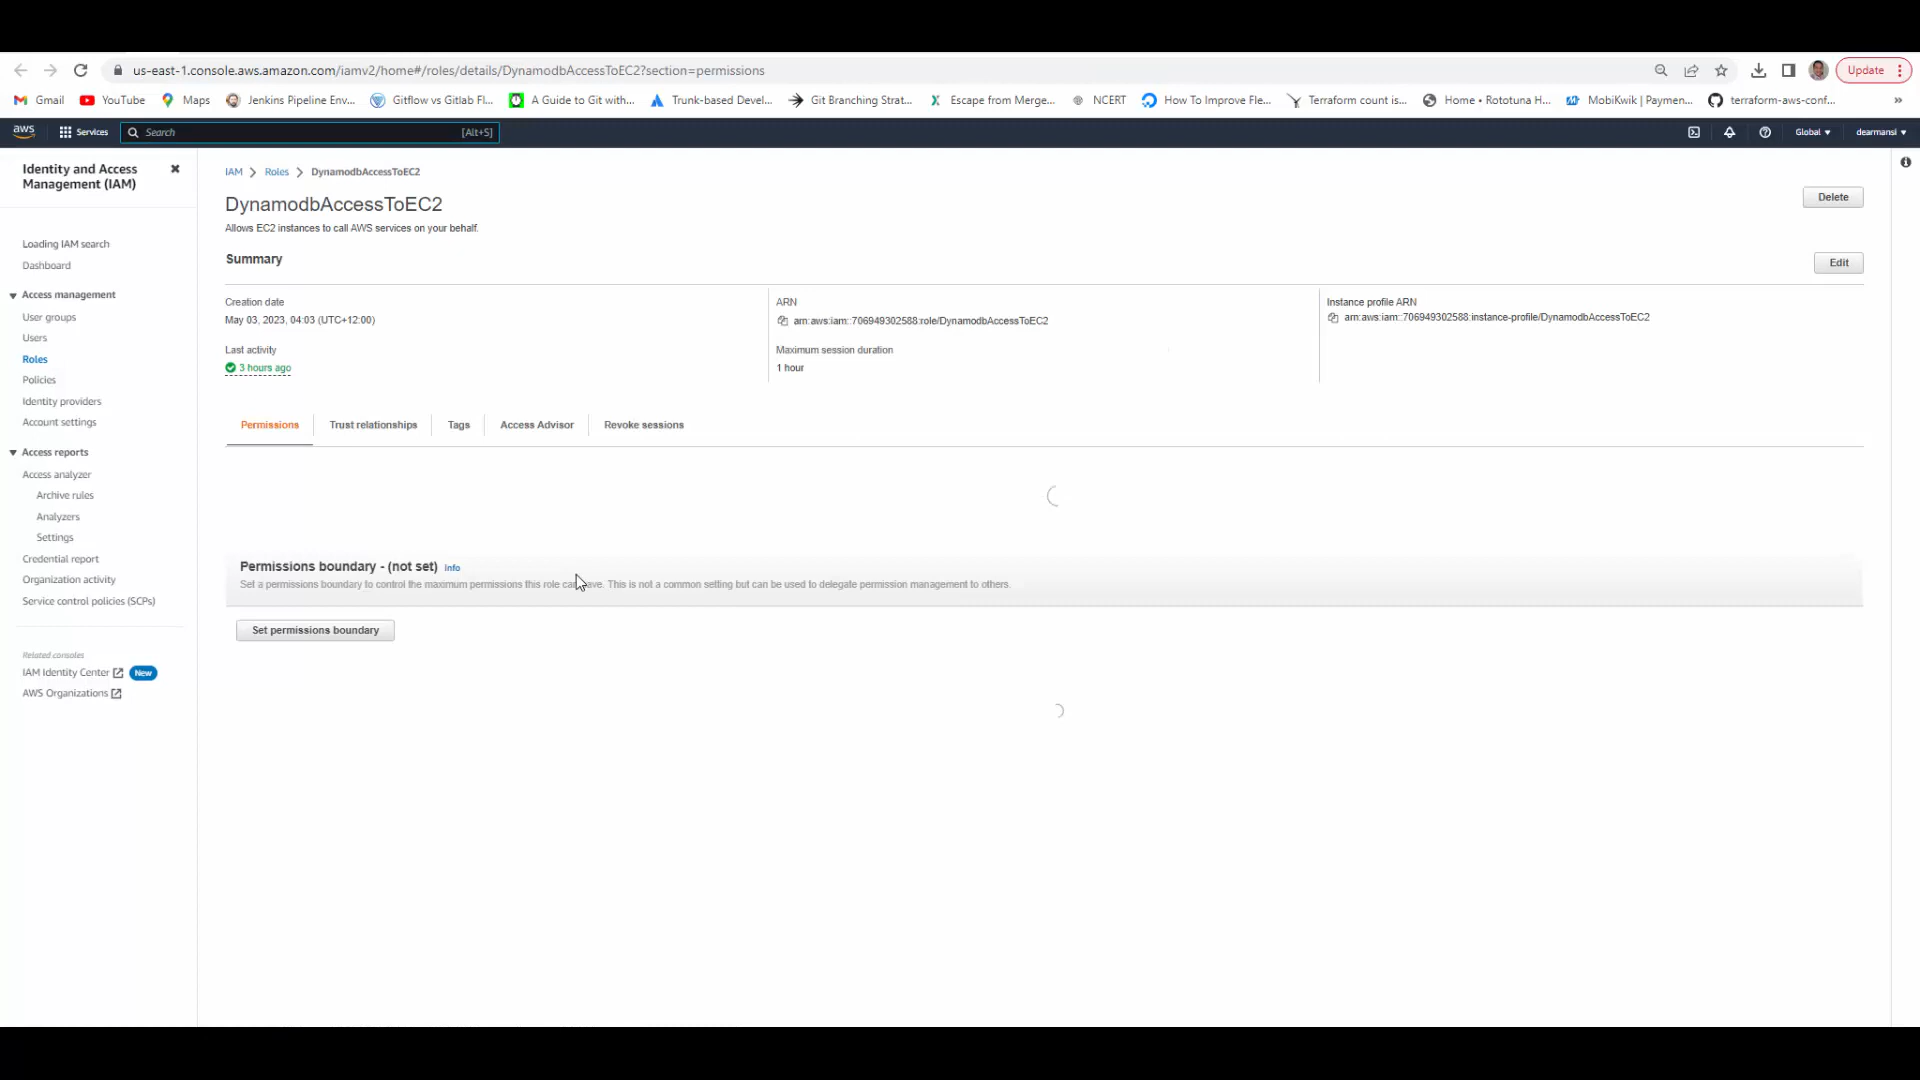 us-east-1.console.aws.amazon.com/iamv2/home#/roles/details/DynamodbAccessToEC2?section=permissions
Update
Gmail YouTube Maps Jenkins Pipeline Env... Gitflow vs Gitlab Fl... A Guide to Git with... Trunk-based Devel... Git Branching Strat... Escape from Merge... NCERT How To Improve Fle... Terraform count is... Home • Rototuna H... MobiKwik | Paymen... terraform-aws-conf... »
aws Services Search [Alt+S] Global dearmansi
Identity and Access
Management (IAM)
Loading IAM search
Dashboard
Access management
User groups
Users
Roles
Policies
Identity providers
Account settings
Access reports
Access analyzer
Archive rules
Analyzers
Settings
Credential report
Organization activity
Service control policies (SCPs)
Related consoles
IAM Identity Center New
AWS Organizations
IAM > Roles > DynamodbAccessToEC2
DynamodbAccessToEC2
Delete
Allows EC2 instances to call AWS services on your behalf.
Summary
Edit
Creation date
May 03, 2023, 04:03 (UTC+12:00)
Last activity
3 hours ago
ARN
arn:aws:iam::706949302588:role/DynamodbAccessToEC2
Maximum session duration
1 hour
Instance profile ARN
arn:aws:iam::706949302588:instance-profile/DynamodbAccessToEC2
Permissions Trust relationships Tags Access Advisor Revoke sessions
Permissions boundary - (not set) Info
Set a permissions boundary to control the maximum permissions this role can have. This is not a common setting but can be used to delegate permission management to others.
Set permissions boundary